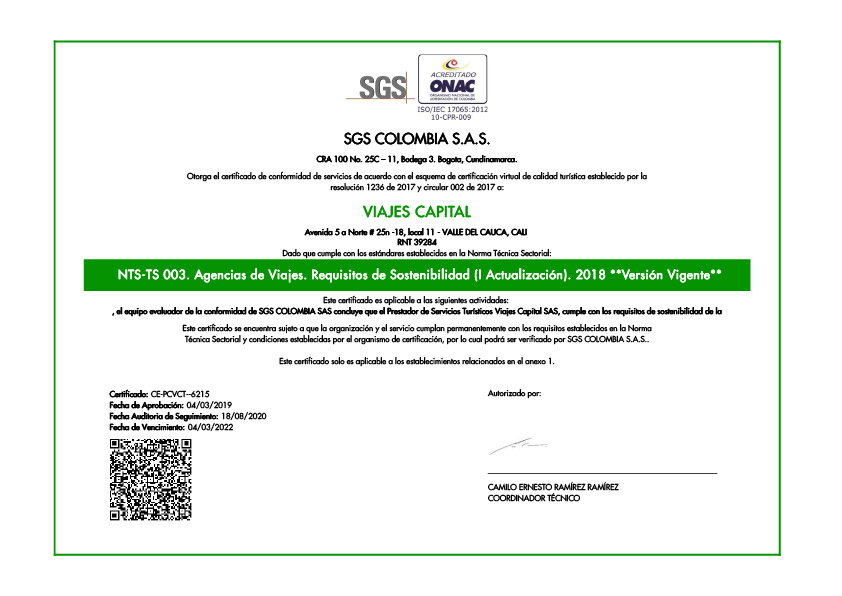 SGS
ACREDITADO
ONAC
ORGANISMO NACIONAL DE
ACREDITACIÓN DE COLOMBIA
ISO/IEC 17065:2012
10-CPR-009
SGS COLOMBIA S.A.S.
CRA 100 No. 25C – 11, Bodega 3. Bogota, Cundinamarca.
Otorga el certificado de conformidad de servicios de acuerdo con el esquema de certificación virtual de calidad turística establecido por la
resolución 1236 de 2017 y circular 002 de 2017 a:
VIAJES CAPITAL
Avenida 5 a Norte # 25n -18, local 11 - VALLE DEL CAUCA, CALI
RNT 39284
Dado que cumple con los estándares establecidos en la Norma Técnica Sectorial:
NTS-TS 003. Agencias de Viajes. Requisitos de Sostenibilidad (I Actualización). 2018 **Versión Vigente**
Este certificado es aplicable a las siguientes actividades:
, el equipo evaluador de la conformidad de SGS COLOMBIA SAS concluye que el Prestador de Servicios Turísticos Viajes Capital SAS, cumple con los requisitos de sostenibilidad de la
Este certificado se encuentra sujeto a que la organización y el servicio cumplan permanentemente con los requisitos establecidos en la Norma
Técnica Sectorial y condiciones establecidas por el organismo de certificación, por lo cual podrá ser verificado por SGS COLOMBIA S.A.S..
Este certificado solo es aplicable a los establecimientos relacionados en el anexo 1.
Certificado: CE-PCVCT--6215
Fecha de Aprobación: 04/03/2019
Fecha Auditoria de Seguimiento: 18/08/2020
Fecha de Vencimiento: 04/03/2022
Autorizado por:
CAMILO ERNESTO RAMÍREZ RAMÍREZ
COORDINADOR TÉCNICO